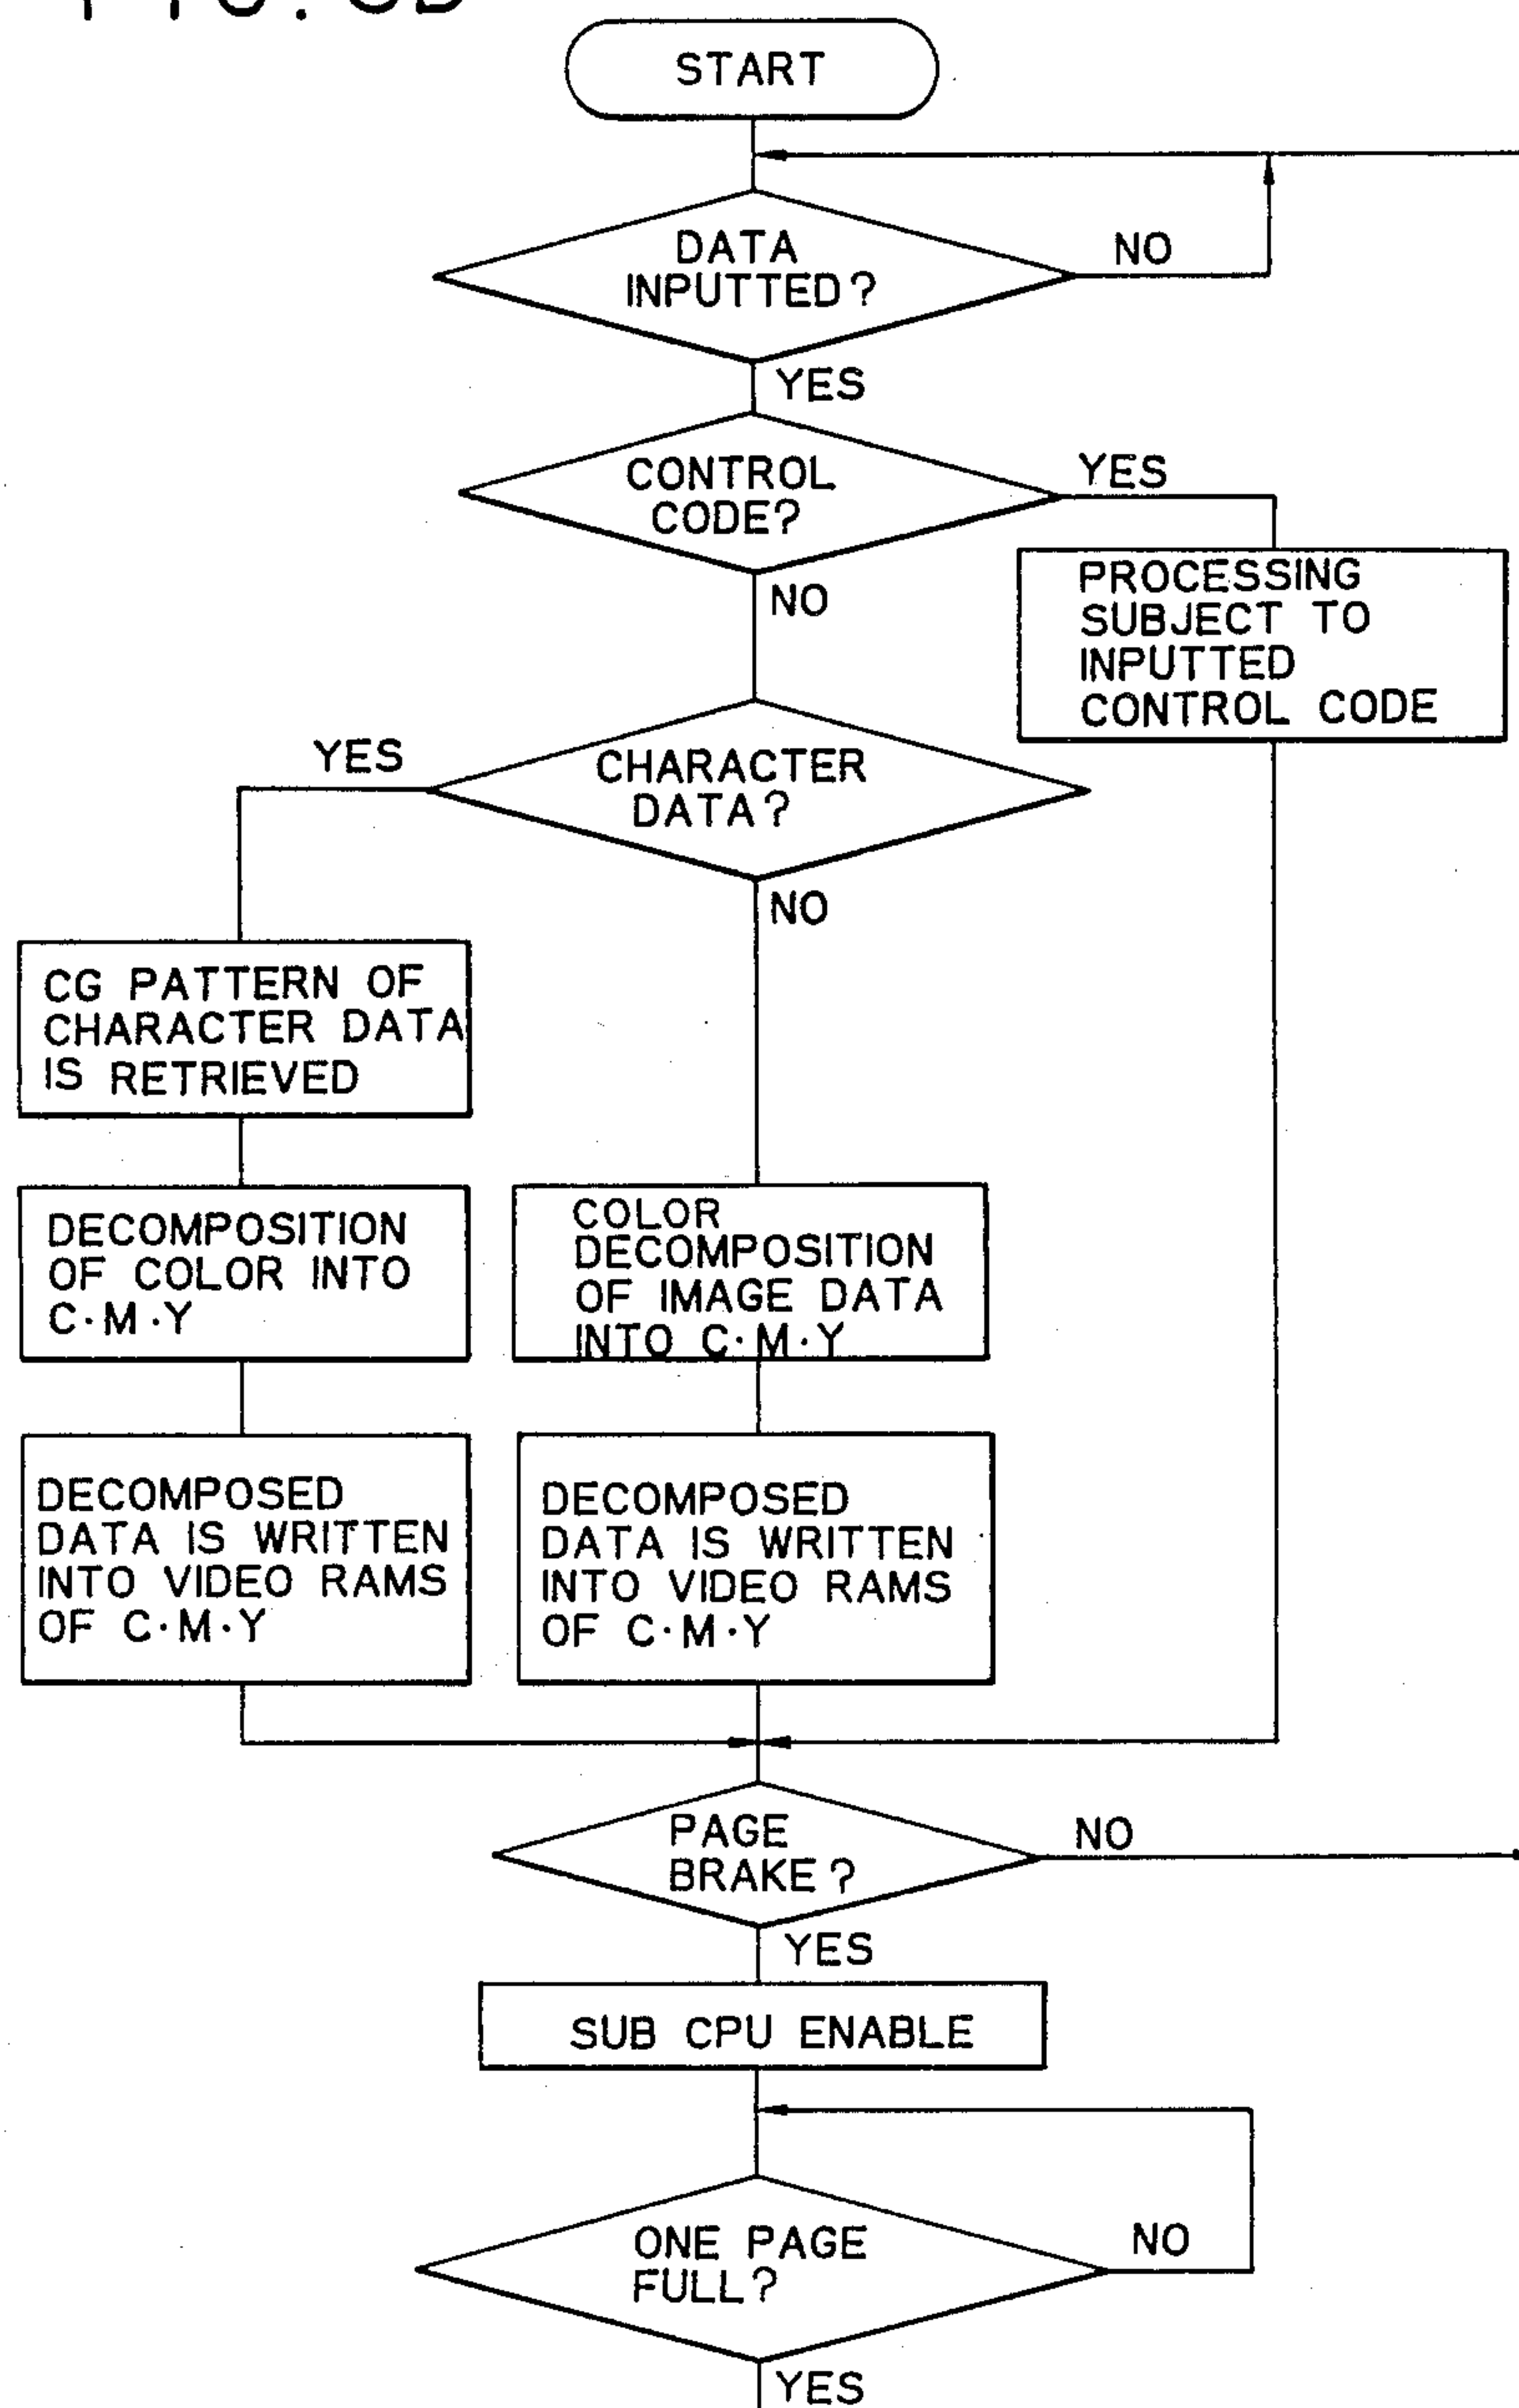 START
DATA
INPUTTED?
NO
YES
CONTROL
CODE?
YES
NO
PROCESSING
SUBJECT TO
INPUTTED
CONTROL CODE
YES
CHARACTER
DATA?
NO
CG PATTERN OF
CHARACTER DATA
IS RETRIEVED
DECOMPOSITION
OF COLOR INTO
C·M·Y
COLOR
DECOMPOSITION
OF IMAGE DATA
INTO C·M·Y
DECOMPOSED
DATA IS WRITTEN
INTO VIDEO RAMS
OF C·M·Y
DECOMPOSED
DATA IS WRITTEN
INTO VIDEO RAMS
OF C·M·Y
PAGE
BRAKE?
NO
YES
SUB CPU ENABLE
ONE PAGE
FULL?
NO
YES